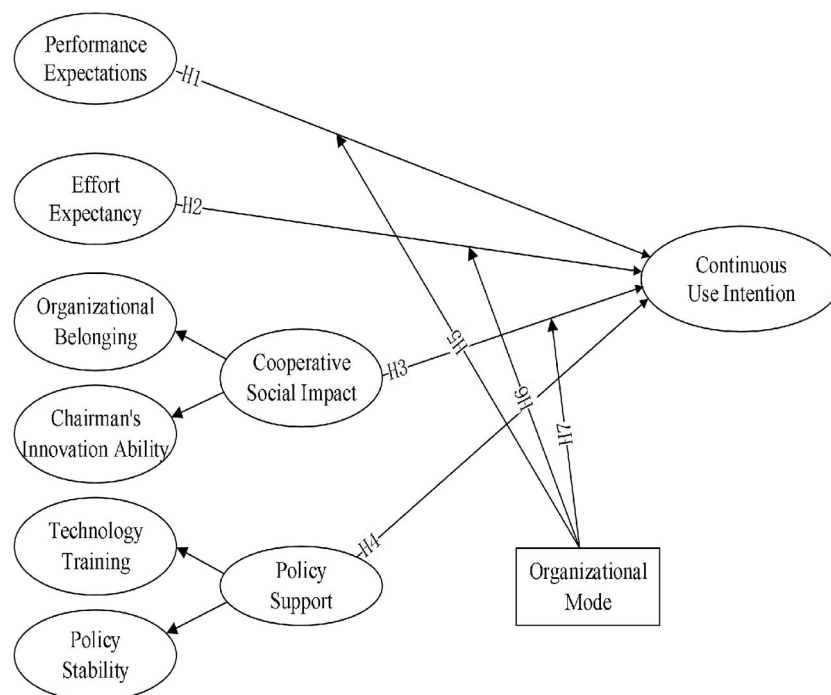 Performance
Expectations
H1
Effort
Expectancy
H2
Continuous
Use Intention
Organizational
Belonging
Cooperative
Social Impact
H3
H5
H6
H7
Chairman's
Innovation Ability
Technology
Training
Policy
Support
H4
Organizational
Mode
Policy
Stability